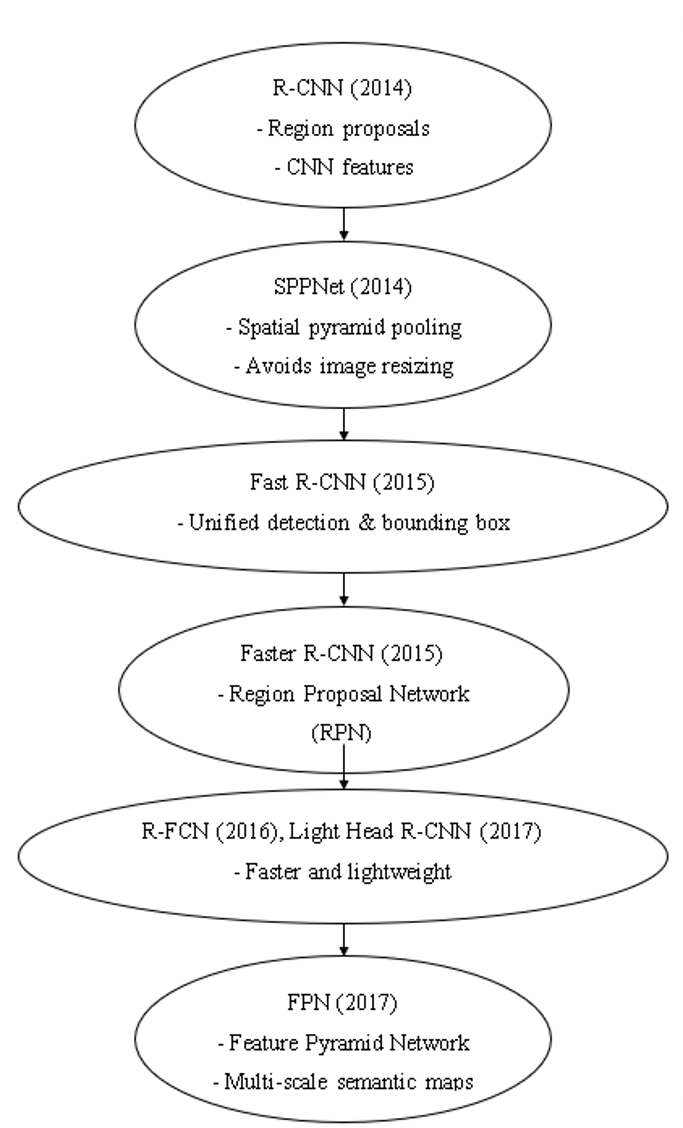 R-CNN (2014)
- Region proposals
- CNN features
SPPNet (2014)
- Spatial pyramid pooling
- Avoids image resizing
Fast R-CNN (2015)
- Unified detection & bounding box
Faster R-CNN (2015)
- Region Proposal Network
(RPN)
R-FCN (2016), Light Head R-CNN (2017)
- Faster and lightweight
FPN (2017)
- Feature Pyramid Network
- Multi-scale semantic maps